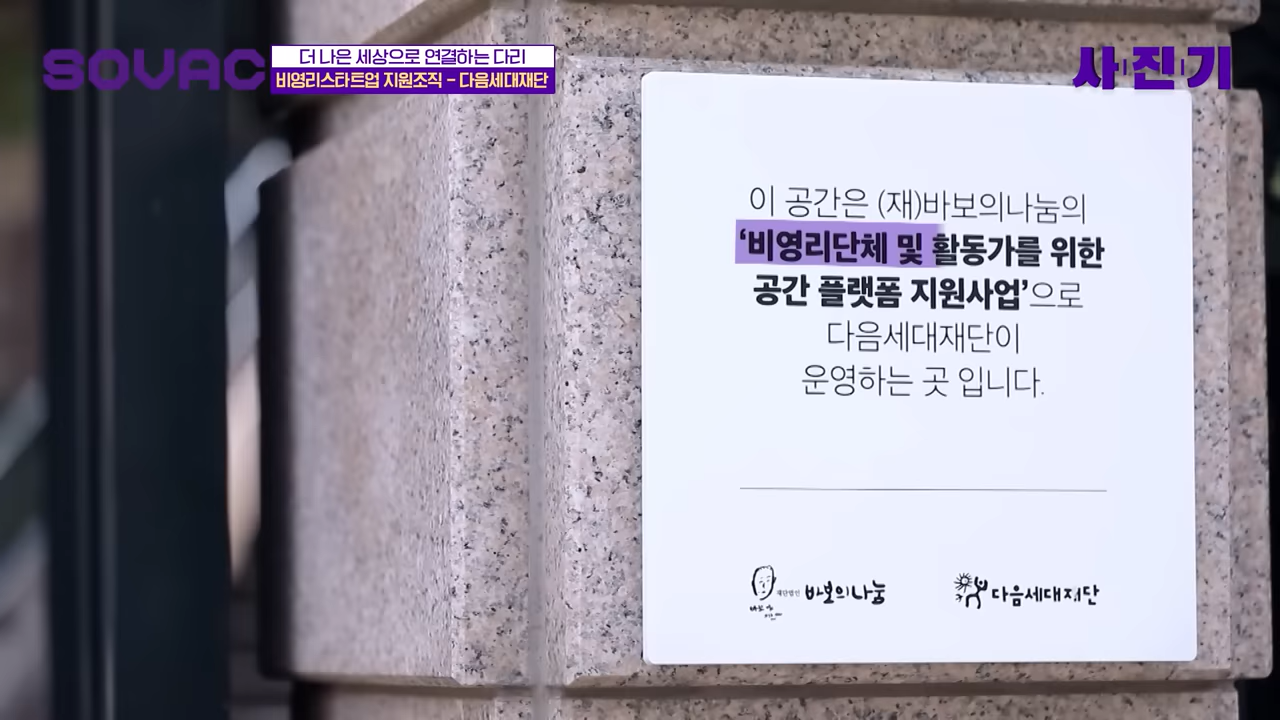 SOVAC
더 나은 세상으로 연결하는 다리
비영리스타트업 지원조직 - 다음세대재단
사진기
이 공간은 (재)바보의나눔의
‘비영리단체 및 활동가를 위한
공간 플랫폼 지원사업’으로
다음세대재단이
운영하는 곳 입니다.
재단법인 바보의나눔
다음세대재단